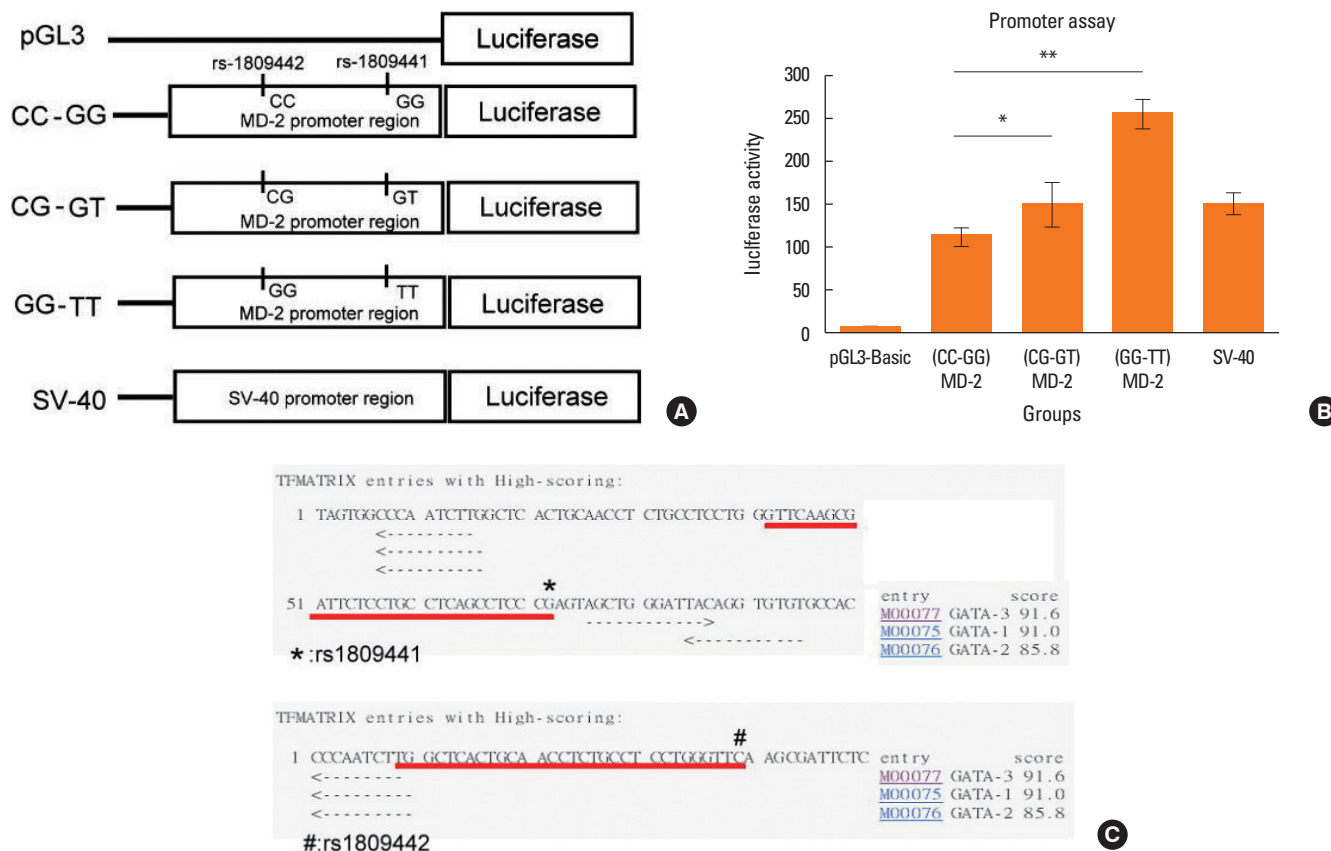 pGL3
Luciferase
rs-1809442 rs-1809441
CC-GG
CC GG
MD-2 promoter region
Luciferase
CG-GT
CG GT
MD-2 promoter region
Luciferase
GG-TT
GG TT
MD-2 promoter region
Luciferase
SV-40
SV-40 promoter region
Luciferase
A
Promoter assay
**
*
300
250
200
150
100
50
0
luclferase activity
pGL3-Basic (CC-GG) (CG-GT) (GG-TT) SV-40
MD-2 MD-2 MD-2
Groups
B
TFMATRIX entries with High-scoring:
1 TAGTGGCCCA ATCTTGGCTC ACTGCAACCT CTGCCTCCTG GGTTCAAGCG
<----------
<-----------
<-----------
*
51 ATTCTCCTGC CTCAGCCTCC CGAGTAGCTG GGATTACAGG TGTGTGCCAC
------------>
<------------
entry score
M00077 GATA-3 91.6
M00075 GATA-1 91.0
M00076 GATA-2 85.8
*:rs1809441
TFMATRIX entries with High-scoring:
#
1 CCCAATCTTG GCTCACTGCA ACCTCTGCCT CCTGGGTTCA AGCGATTCTC
<---------
<----------
<----------
entry score
M00077 GATA-3 91.6
M00075 GATA-1 91.0
M00076 GATA-2 85.8
#:rs1809442
C